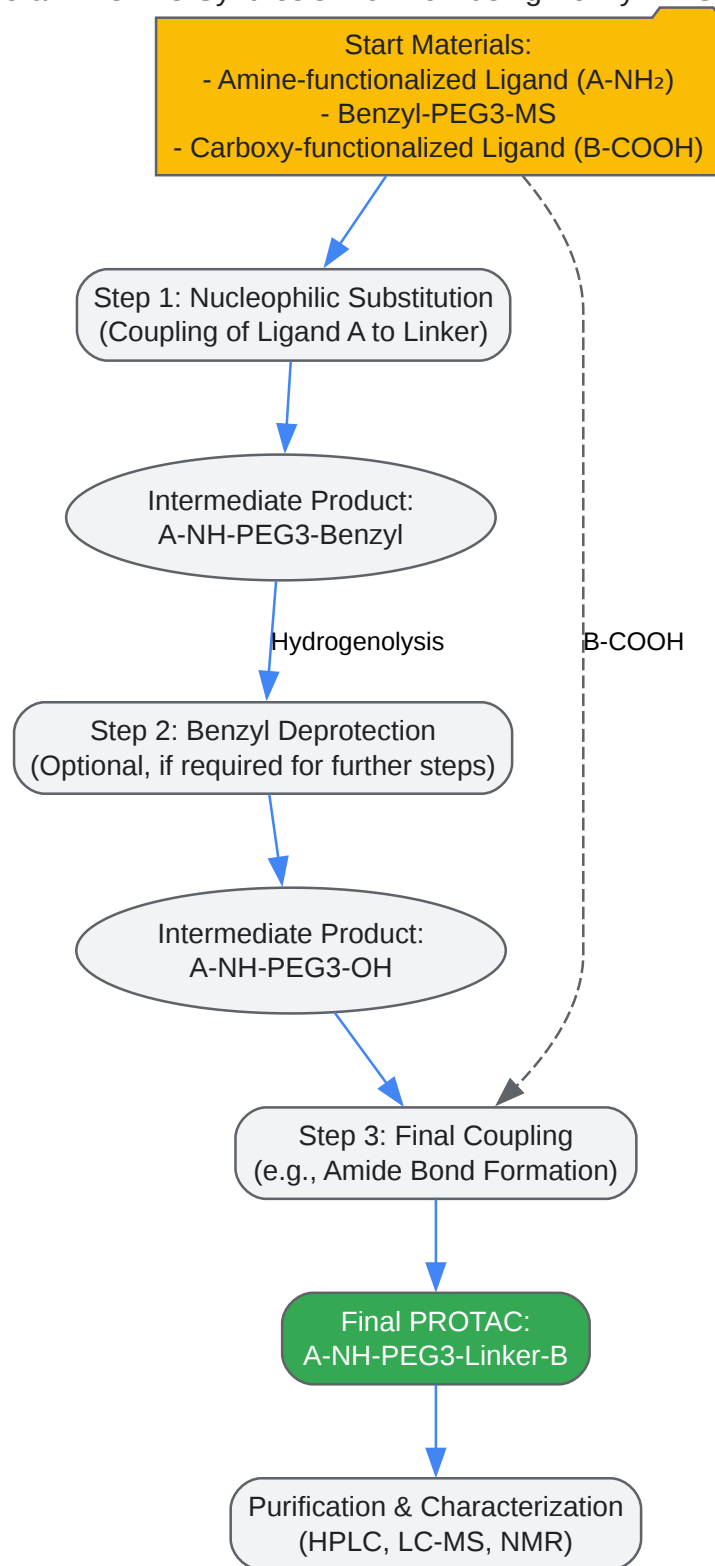 Synthesis
using
Start Materials:
- Amine-functionalized Ligand (A-NH₂)
- Benzyl-PEG3-MS
- Carboxy-functionalized Ligand (B-COOH)
Step 1: Nucleophilic Substitution
(Coupling of Ligand A to Linker)
Intermediate Product:
A-NH-PEG3-Benzyl
Hydrogenolysis
B-COOH
Step 2: Benzyl Deprotection
(Optional, if required for further steps)
Intermediate Product:
A-NH-PEG3-OH
Step 3: Final Coupling
(e.g., Amide Bond Formation)
Final PROTAC:
A-NH-PEG3-Linker-B
Purification & Characterization
(HPLC, LC-MS, NMR)